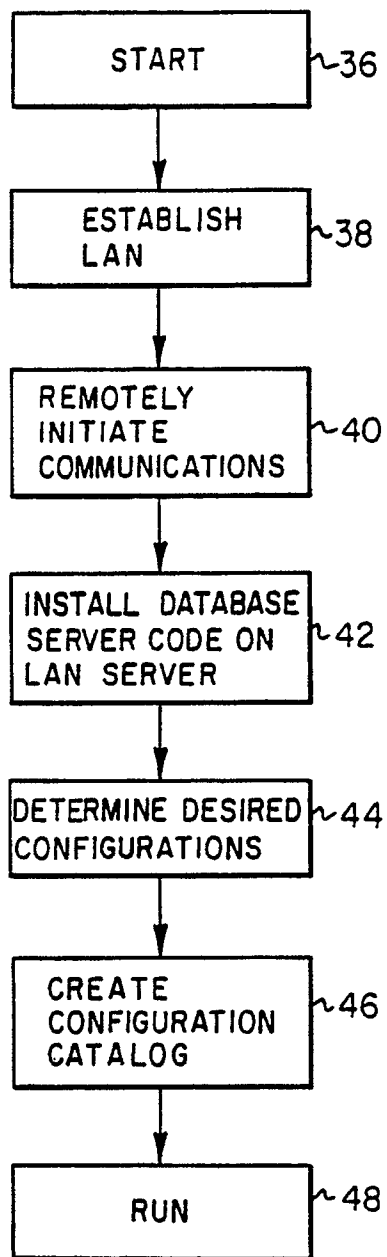 START
36
ESTABLISH
LAN
38
REMOTELY
INITIATE
COMMUNICATIONS
40
INSTALL DATABASE
SERVER CODE ON
LAN SERVER
42
DETERMINE DESIRED
CONFIGURATIONS
44
CREATE
CONFIGURATION
CATALOG
46
RUN
48